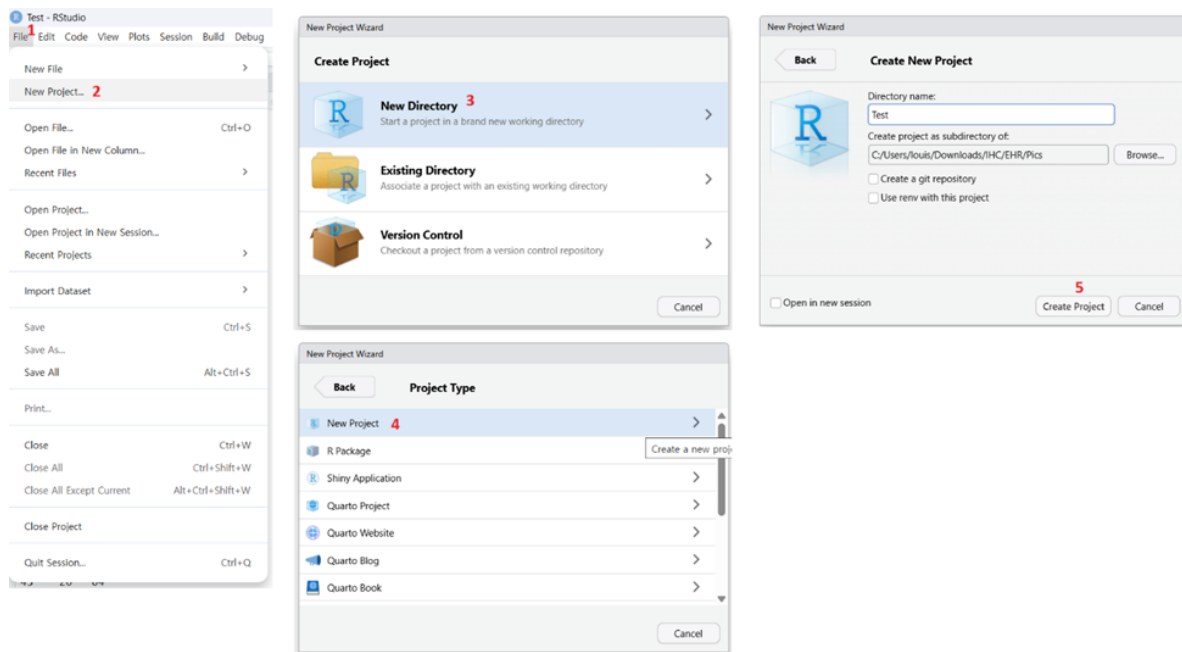 Test - RStudio
File 1 Edit Code View Plots Session Build Debug
New File
New Project... 2
Open File... Ctrl+O
Open File in New Column...
Recent Files
Open Project...
Open Project in New Session...
Recent Projects
Import Dataset
Save Ctrl+S
Save As...
Save All Alt+Ctrl+S
Print...
Close Ctrl+W
Close All Ctrl+Shift+W
Close All Except Current Alt+Ctrl+Shift+W
Close Project
Quit Session... Ctrl+Q
New Project Wizard
Create Project
New Directory 3
Start a project in a brand new working directory
Existing Directory
Associate a project with an existing working directory
Version Control
Checkout a project from a version control repository
Cancel
New Project Wizard
Back Project Type
New Project 4
Create a new proj
R Package
Shiny Application
Quarto Project
Quarto Website
Quarto Blog
Quarto Book
Cancel
New Project Wizard
Back Create New Project
Directory name:
Test
Create project as subdirectory of:
C:/Users/louis/Downloads/IHC/EHR/Pics Browse...
Create a git repository
Use renv with this project
5
Open in new session Create Project Cancel